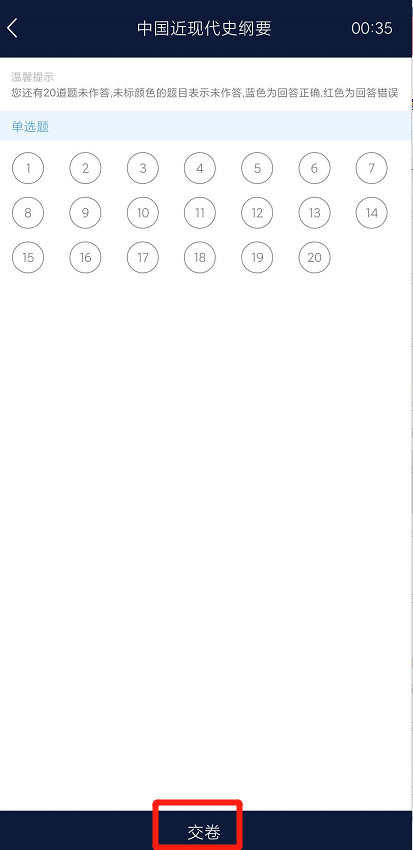 中国近现代史纲要 00:35
温馨提示
您还有20道题未作答,未标颜色的题目表示未作答,蓝色为回答正确,红色为回答错误
单选题
1 2 3 4 5 6 7
8 9 10 11 12 13 14
15 16 17 18 19 20
交卷